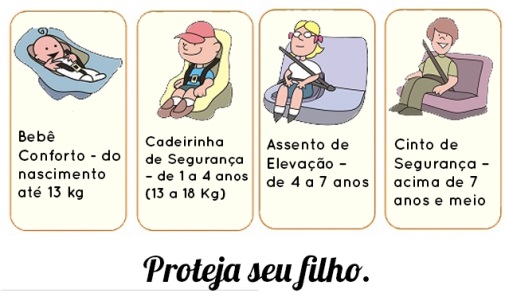 Bebê
Conforto - do
nascimento
até 13 kg
Cadeirinha
de Segurança
– de 1 a 4 anos
(13 a 18 Kg)
Assento de
Elevação –
de 4 a 7 anos
Cinto de
Segurança –
acima de 7
anos e meio
Proteja seu filho.